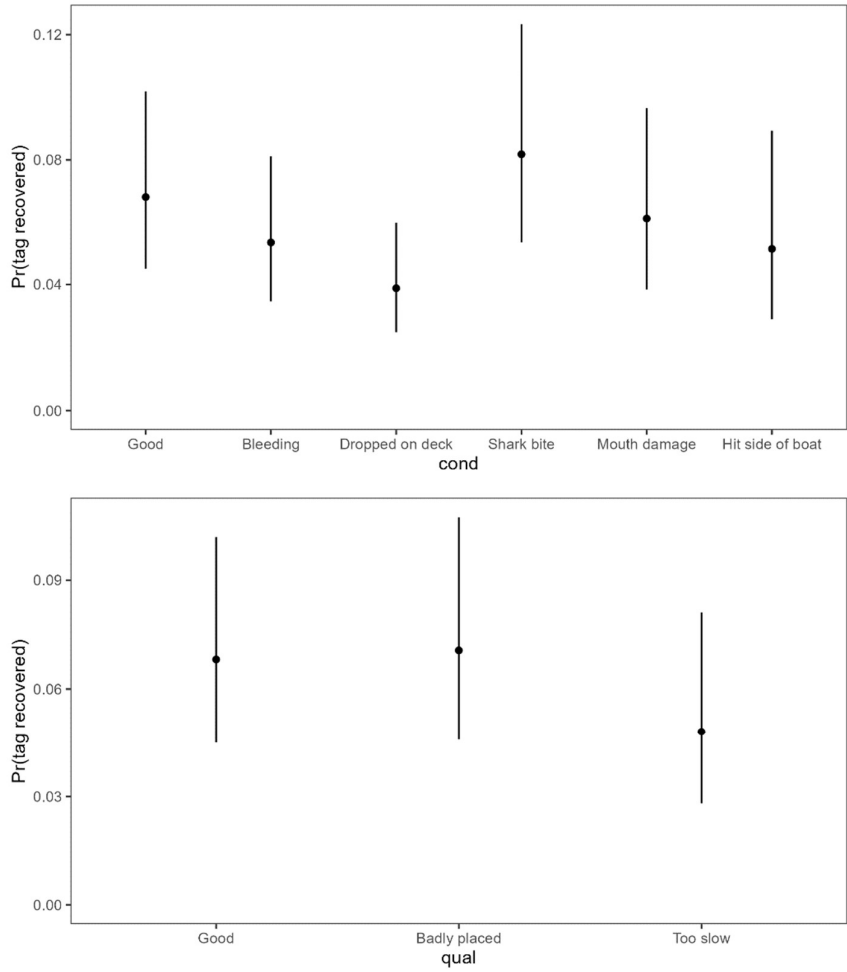 0.12
0.08
0.04
0.00
Pr(tag recovered)
Good Bleeding Dropped on deck Shark bite Mouth damage Hit side of boat
cond
0.09
0.06
0.03
0.00
Pr(tag recovered)
Good Badly placed Too slow
qual